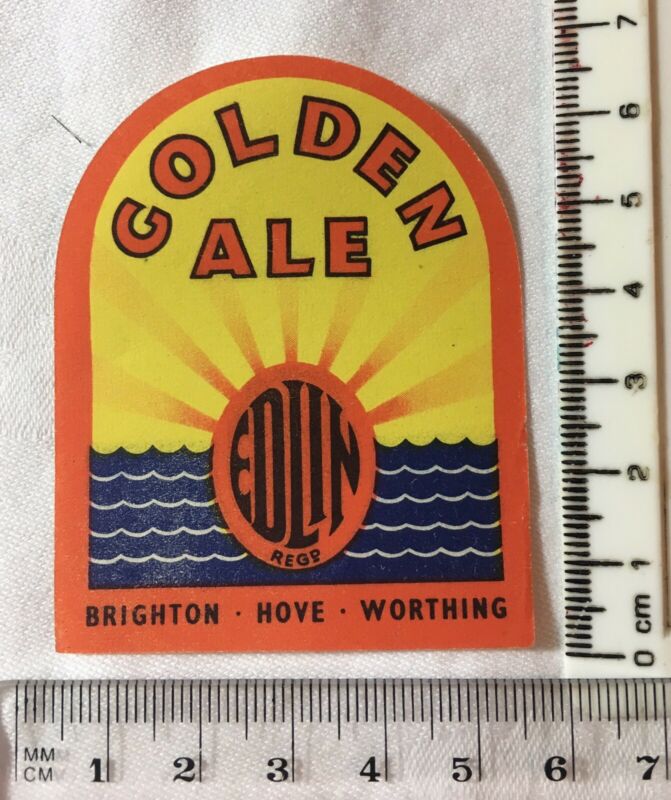 GOLDEN
ALE
EDLIN
REGD
BRIGHTON · HOVE · WORTHING
7
6
5
4
3
2
1
0 cm
MM
CM 1 2 3 4 5 6 7